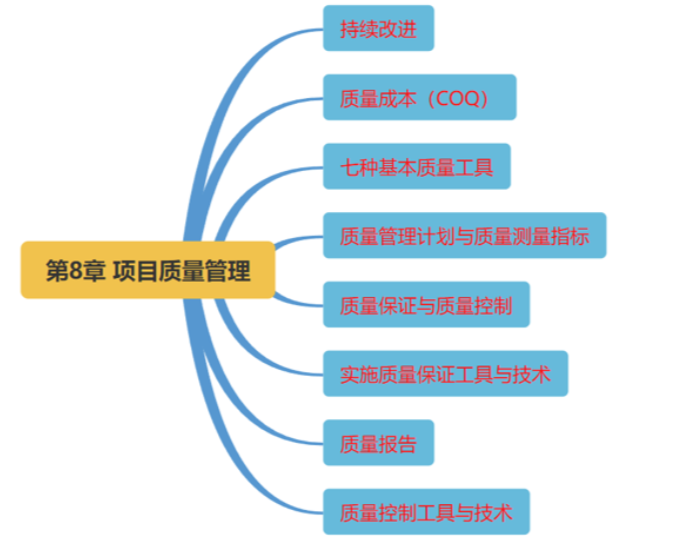 持续改进
质量成本（COQ）
七种基本质量工具
质量管理计划与质量测量指标
第8章 项目质量管理
质量保证与质量控制
实施质量保证工具与技术
质量报告
质量控制工具与技术